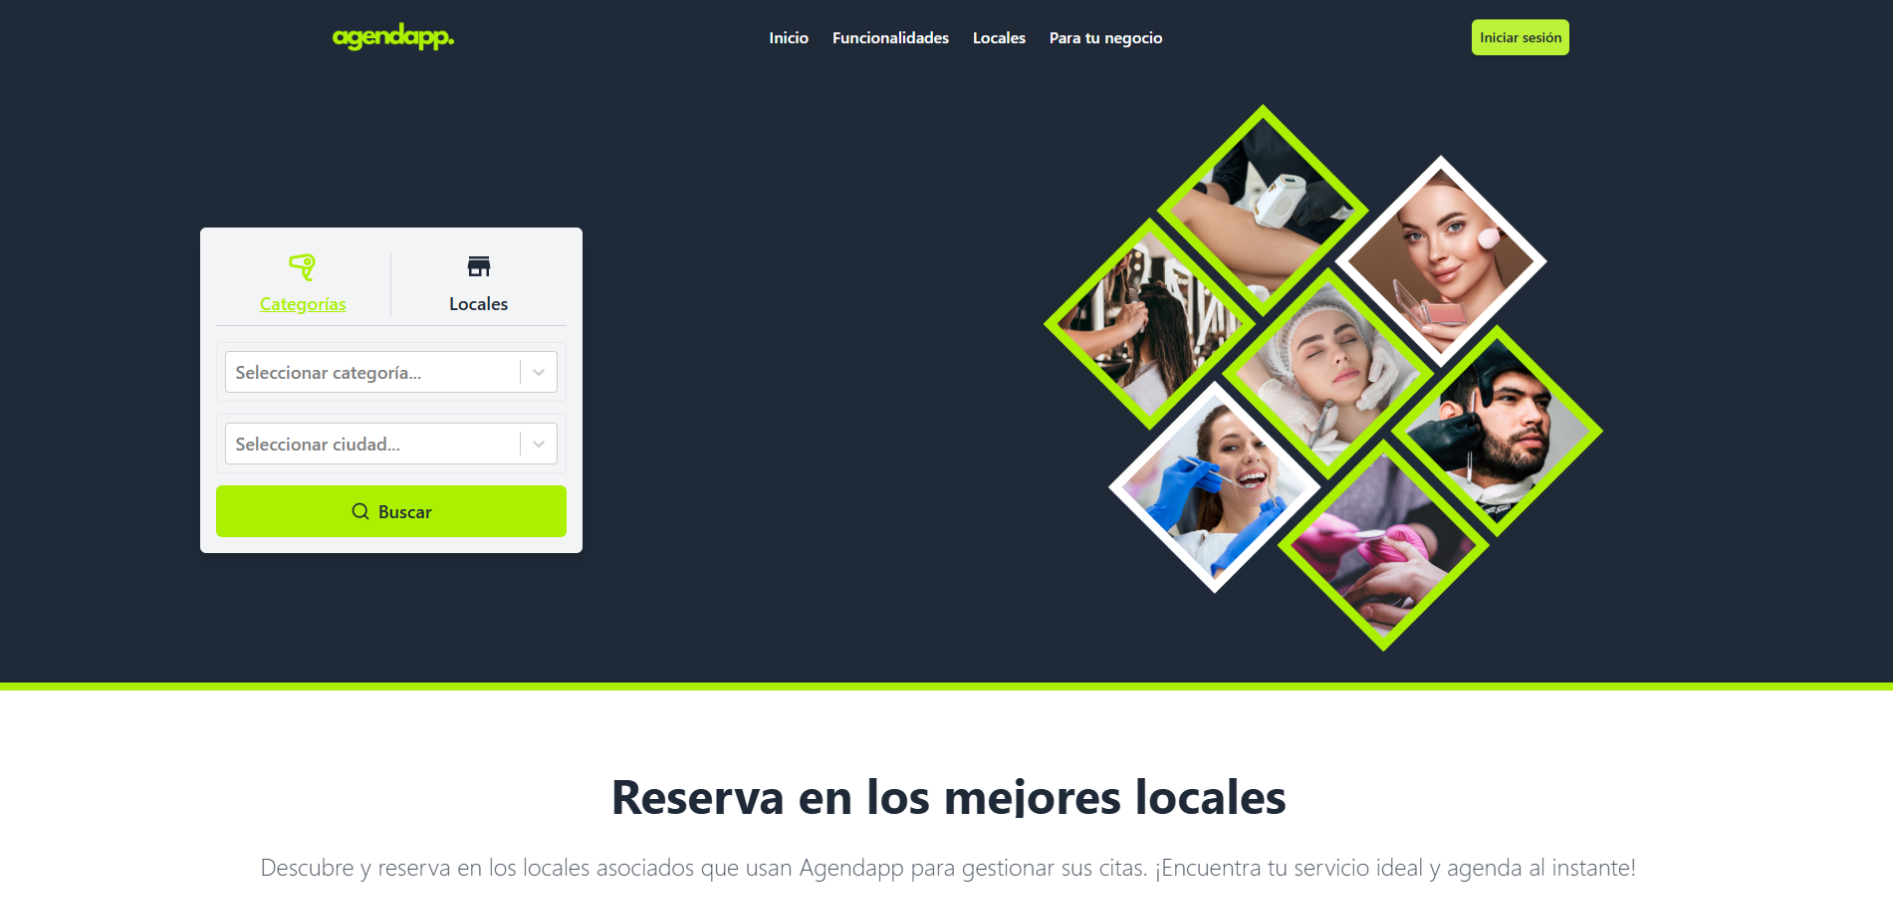 agendapp.
Inicio Funcionalidades Locales Para tu negocio
Iniciar sesión
Categorías
Locales
Seleccionar categoría...
Seleccionar ciudad...
Buscar
Reserva en los mejores locales
Descubre y reserva en los locales asociados que usan Agendapp para gestionar sus citas. ¡Encuentra tu servicio ideal y agenda al instante!